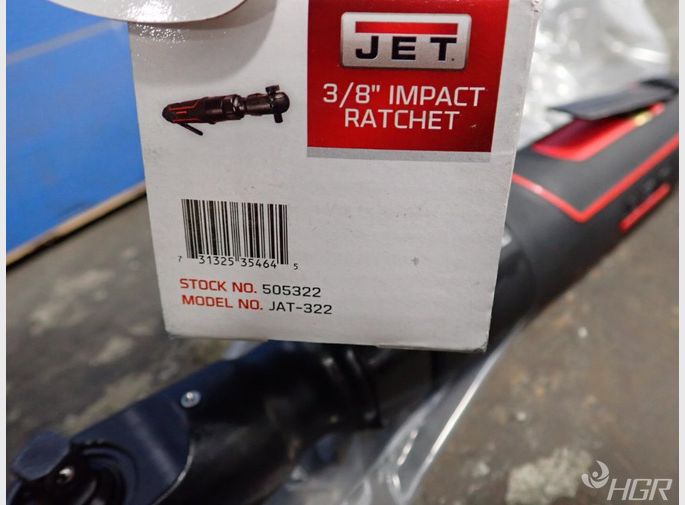 JET
3/8" IMPACT
RATCHET
7 31325 35464 5
STOCK NO. 505322
MODEL NO. JAT-322
HGR